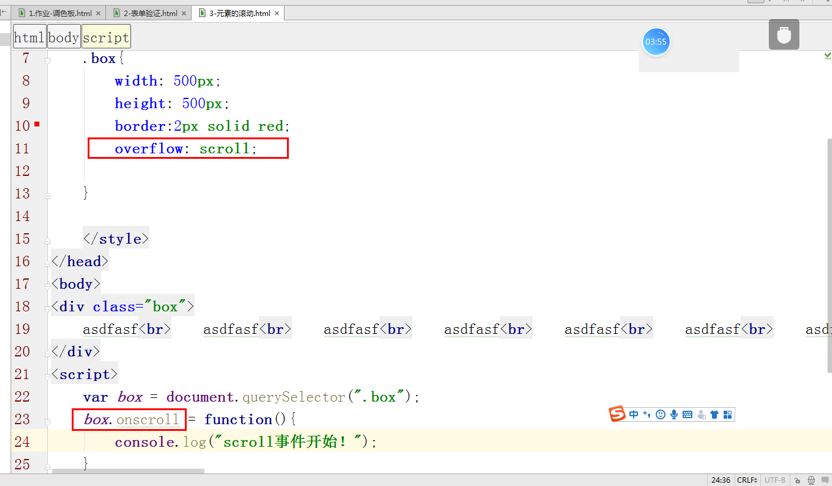 1.作业-调色板.html × 2-表单验证.html × 3-元素的滚动.html ×
html body script
03:55
7 .box{
8 width: 500px;
9 height: 500px;
10 border:2px solid red;
11 overflow: scroll;
12
13 }
14
15 </style>
16 </head>
17 <body>
18 <div class="box">
19 asdfasf<br> asdfasf<br> asdfasf<br> asdfasf<br> asdfasf<br> asdfasf<br>
20 </div>
21 <script>
22 var box = document.querySelector(".box");
23 box.onscroll = function(){
24 console.log("scroll事件开始！");
25 }
中
24:36 CRLF UTF-8